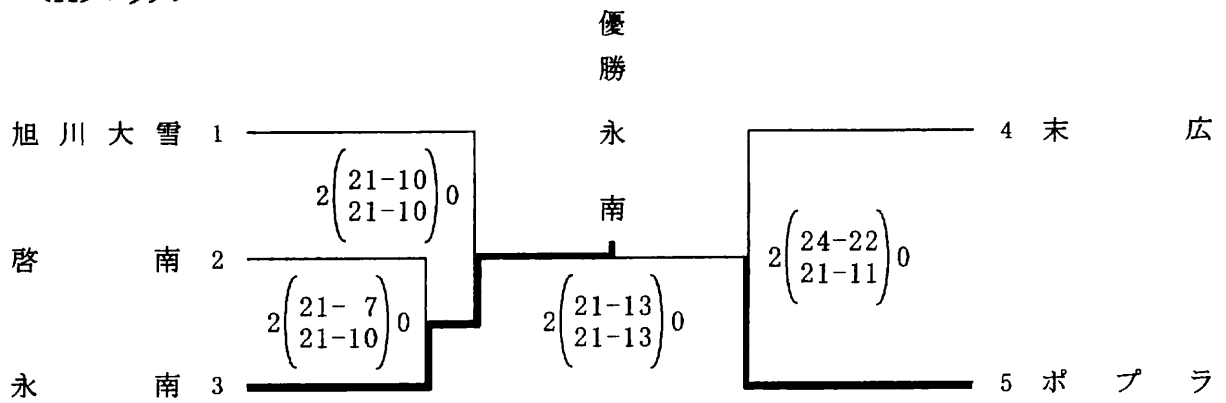 優勝 永南
旭川大雪 1
2(21-10 21-10)0
啓南 2
2(21- 7 21-10)0
永南 3
2(21-13 21-13)0
4 末広
2(24-22 21-11)0
5 ポプラ